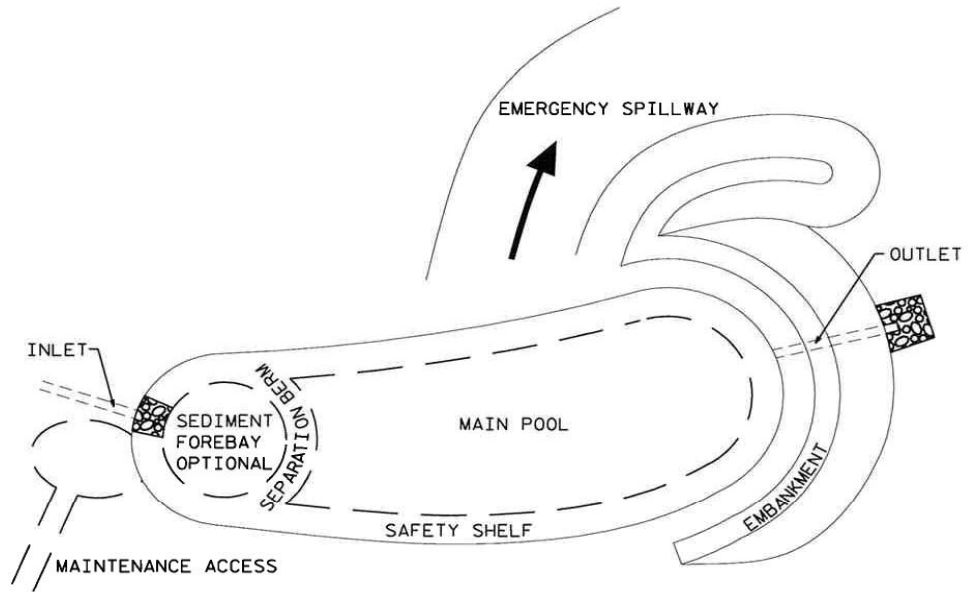 EMERGENCY SPILLWAY
OUTLET
INLET
SEPARATION BERM
SEDIMENT
FOREBAY
OPTIONAL
MAIN POOL
EMBANKMENT
SAFETY SHELF
MAINTENANCE ACCESS